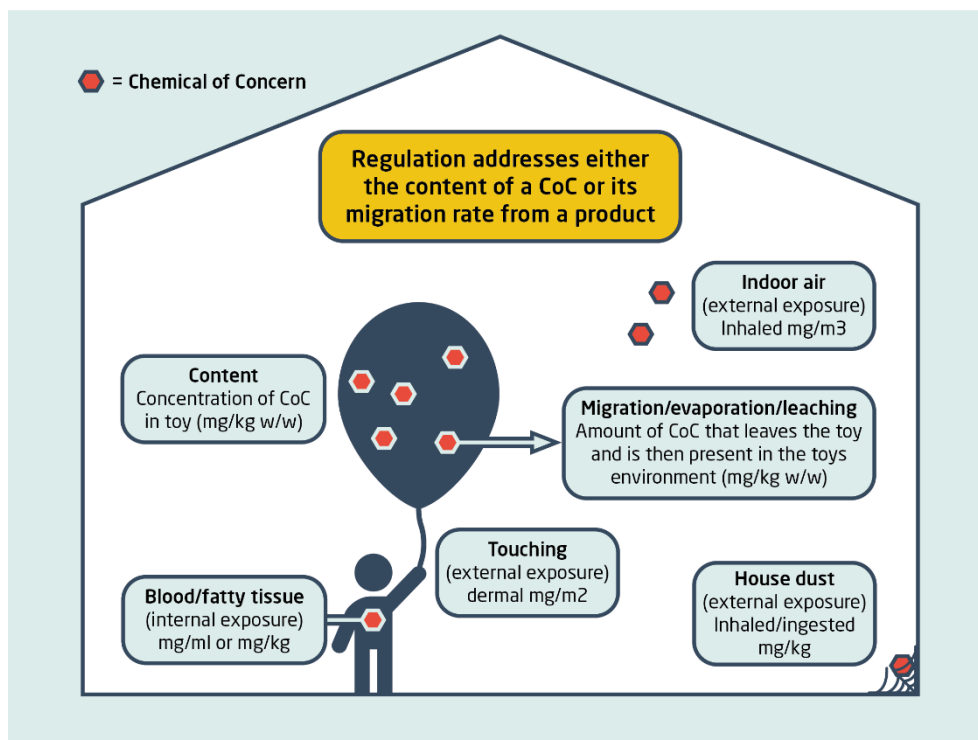 = Chemical of Concern
Regulation addresses either
the content of a CoC or its
migration rate from a product
Indoor air
(external exposure)
Inhaled mg/m3
Content
Concentration of CoC
in toy (mg/kg w/w)
Migration/evaporation/leaching
Amount of CoC that leaves the toy
and is then present in the toys
environment (mg/kg w/w)
Touching
(external exposure)
dermal mg/m2
Blood/fatty tissue
(internal exposure)
mg/ml or mg/kg
House dust
(external exposure)
Inhaled/ingested
mg/kg